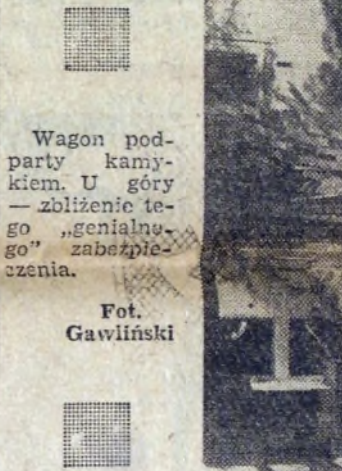 Wagon pod-
party kamy-
kiem. U góry
— zbliżenie te-
go „genialne-
go” zabezpie-
czenia.
Fot.
Gawliński